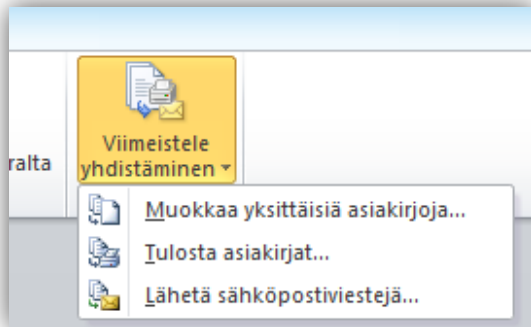 Viimeistele
yhdistäminen
ralta
Muokkaa yksittäisiä asiakirjoja...
Tulosta asiakirjat...
Lähetä sähköpostiviestejä...